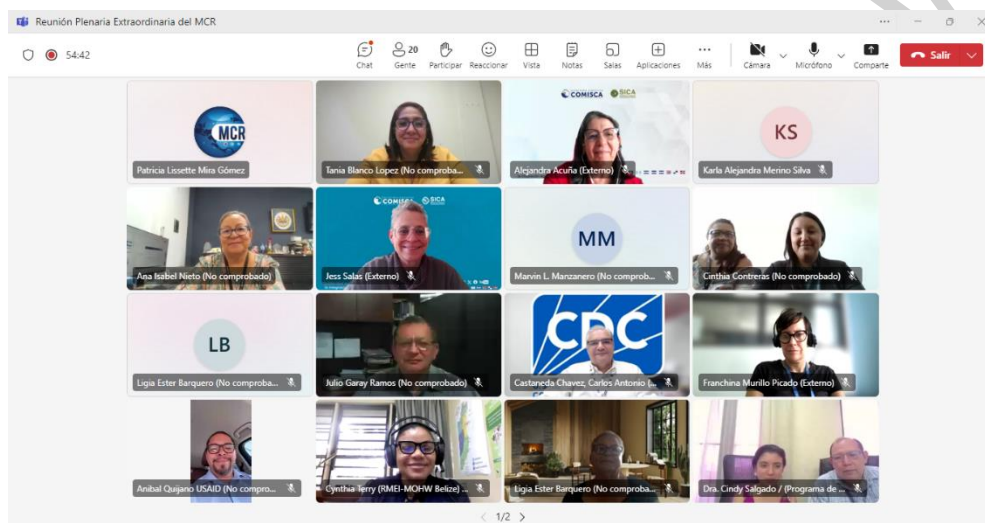 Reunión Plenaria Extraordinaria del MCR
54:42
Chat
20
Gente
Participar
Reaccionar
Vista
Notas
Salas
Aplicaciones
Más
Cámara
Micrófono
Comparte
Salir
MCR
Patricia Lissette Mira Gómez
Tania Blanco Lopez (No comproba...
COMISCA SICA
Alejandra Acuña (Externo)
KS
Karla Alejandra Merino Silva
Ana Isabel Nieto (No comprobado)
COMISCA SICA
Jess Salas (Externo)
MM
Marvin L. Manzanero (No comprob...
Cinthia Contreras (No comprobado)
LB
Ligia Ester Barquero (No comproba...
Julio Garay Ramos (No comprobado)
CDC
Castaneda Chavez, Carlos Antonio (...
Franchina Murillo Picado (Externo)
Anibal Quijano USAID (No compro...
Cynthia Terry (RMEI-MOHW Belize) ...
Ligia Ester Barquero (No comproba...
Dra. Cindy Salgado / (Programa de ...
1/2